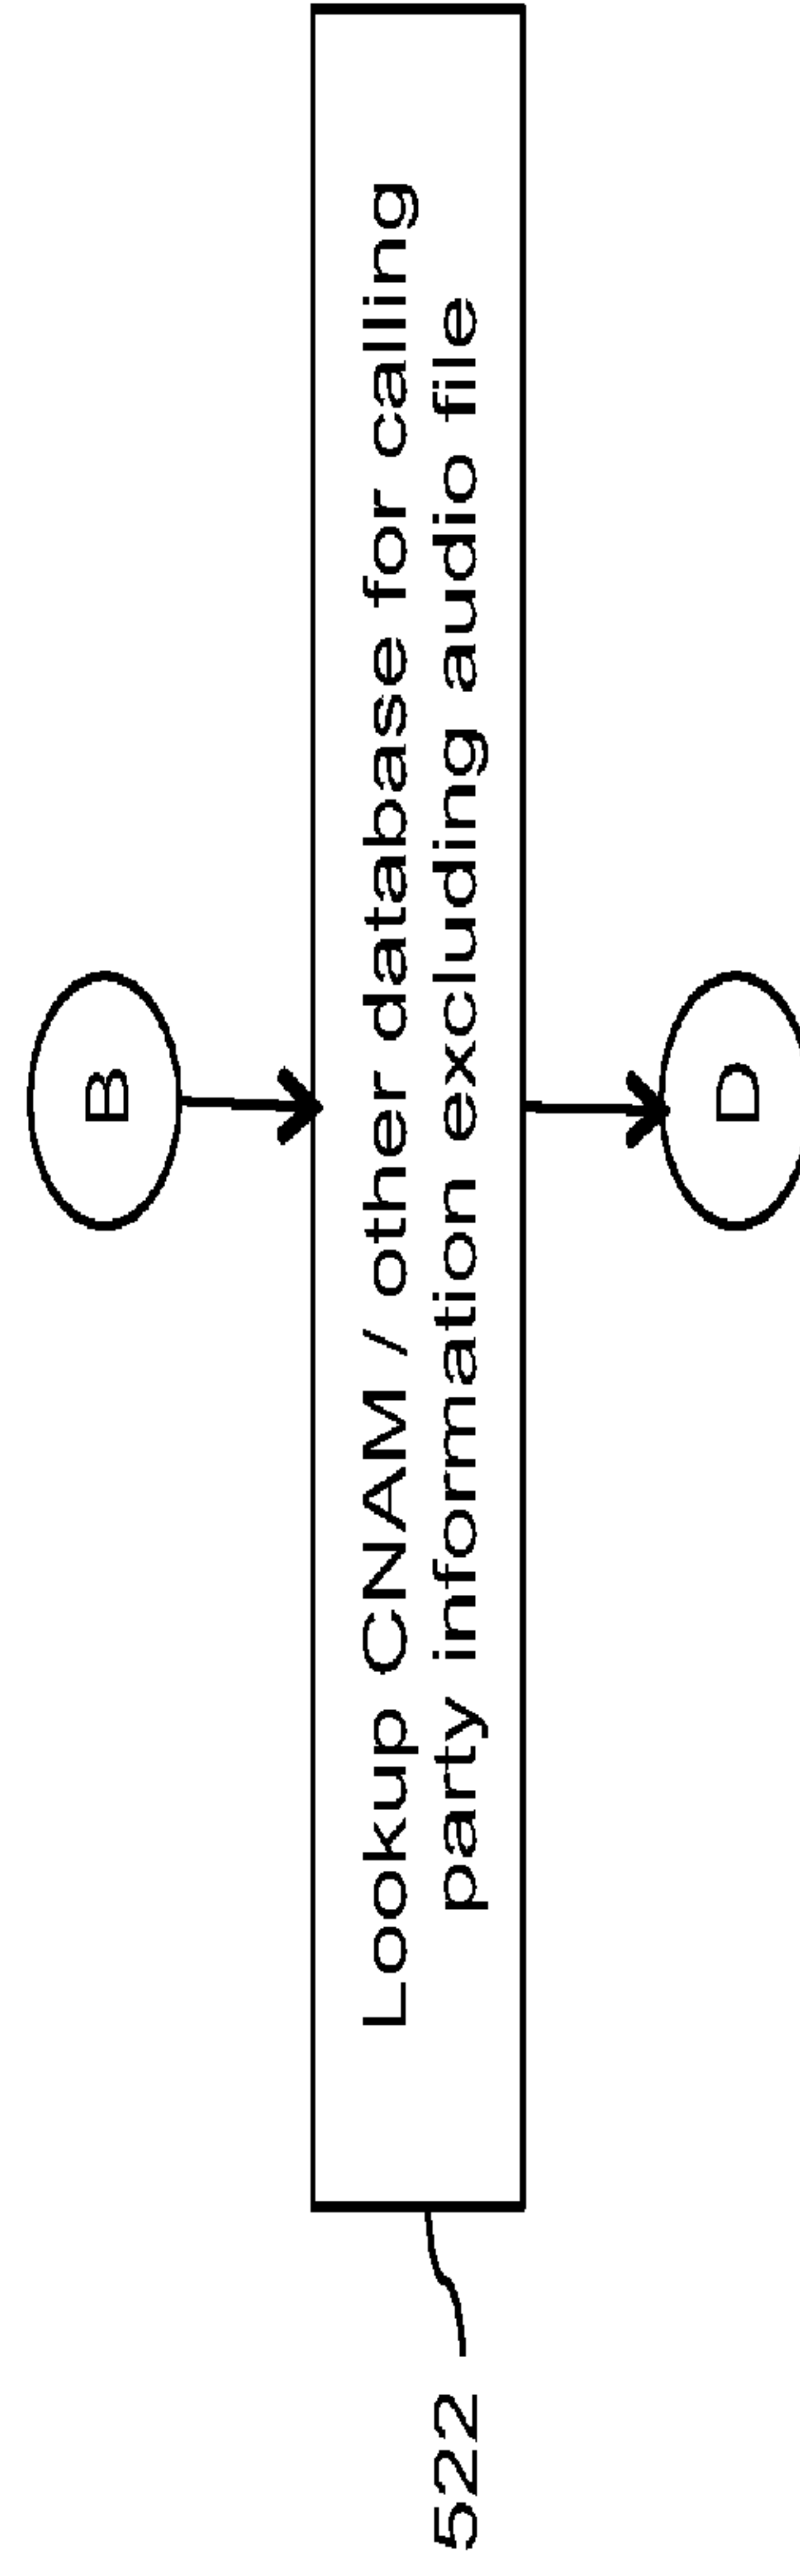 B
Lookup CNAM / other database for calling
party information excluding audio file
522
D